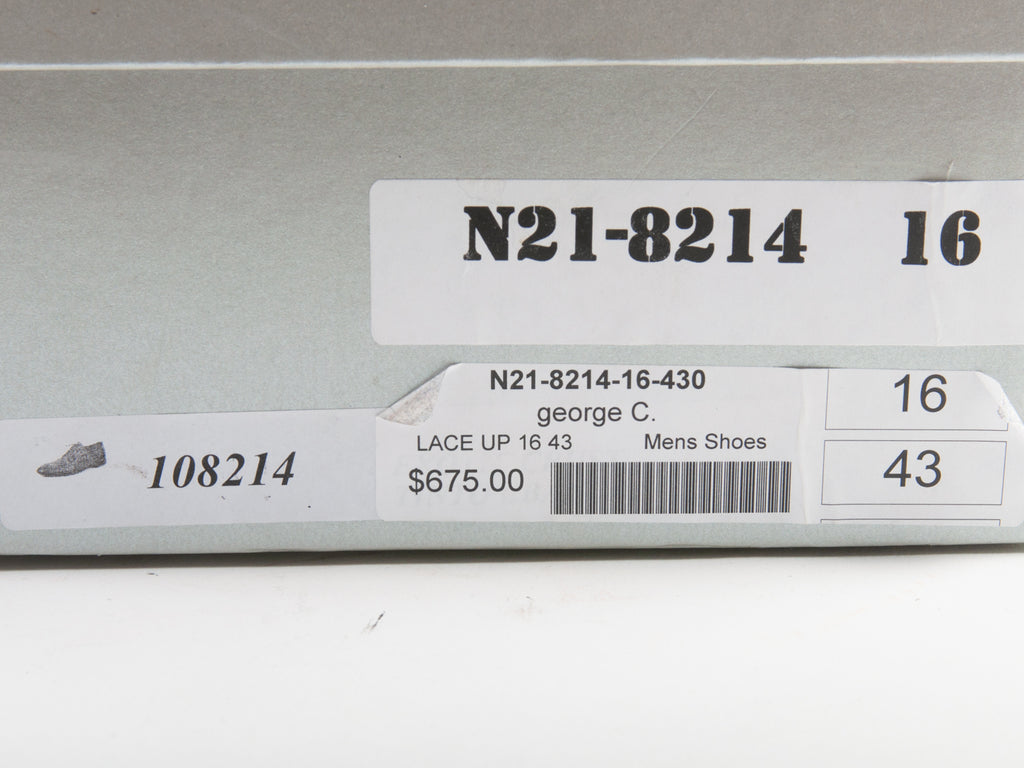 N21-8214 16
N21-8214-16-430
george C.
LACE UP 16 43 Mens Shoes
$675.00
16
43
108214